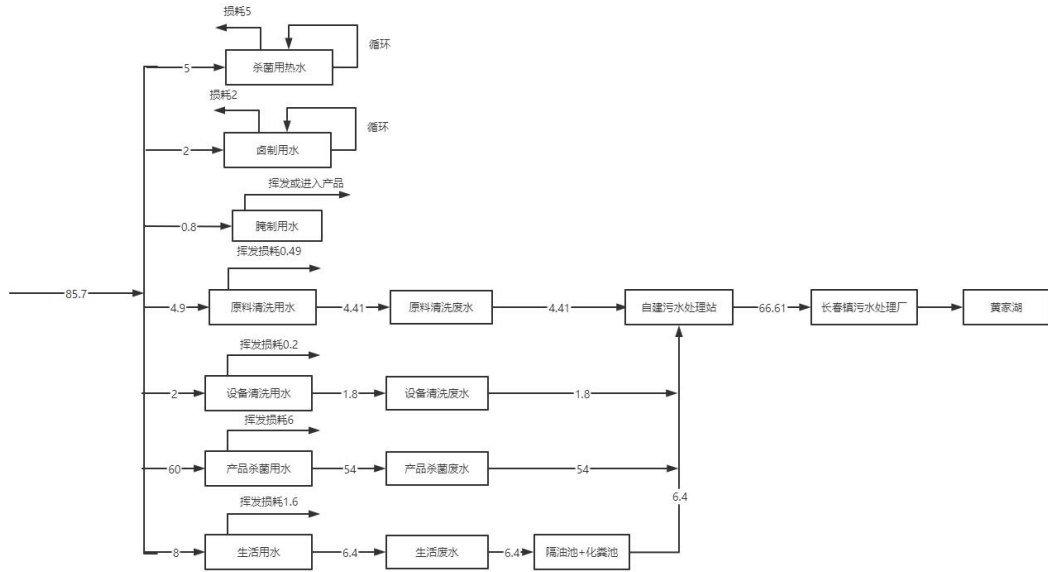 损耗5
循环
5
杀菌用热水
损耗2
循环
2
卤制用水
挥发或进入产品
0.8
腌制用水
挥发损耗0.49
85.7
4.9
原料清洗用水
4.41
原料清洗废水
4.41
自建污水处理站
66.61
长春镇污水处理厂
黄家湖
挥发损耗0.2
2
设备清洗用水
1.8
设备清洗废水
1.8
挥发损耗6
60
产品杀菌用水
54
产品杀菌废水
54
6.4
挥发损耗1.6
8
生活用水
6.4
生活废水
6.4
隔油池+化粪池